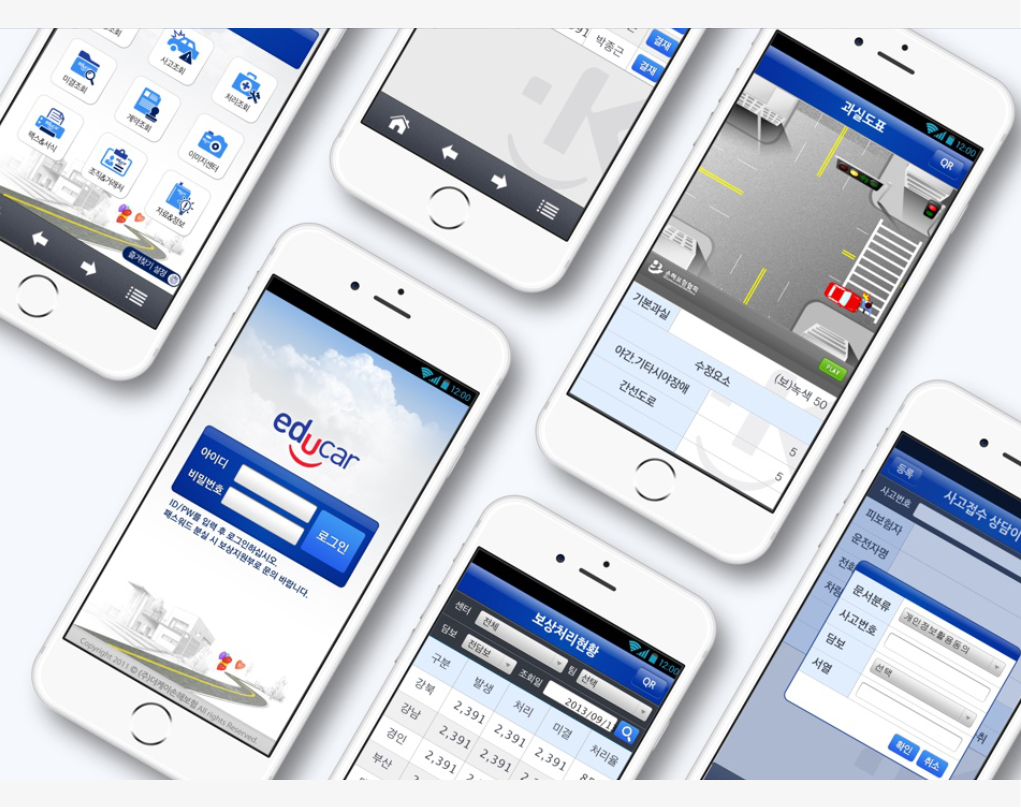 사고조회
처리조회
미결조회
계약조회
이미지센터
팩스&서식
조직&거래처
자료&정보
즐겨찾기 설정
391 박종근 결재
결재
12:00
과실도표
QR
PLAY
기본과실
수정요소
(보)녹색 50
야간,기타시야장애
5
간선도로
5
12:00
educar
아이디
비밀번호
로그인
ID/PW를 입력 후 로그인하십시오.
패스워드 분실 시 보상지원부로 문의 바랍니다.
Copyright 2011 © (주)더케이손해보험 All rights Reserved.
12:00
보상처리현황
QR
센터 전체 팀 선택
담보 전담보 조회일 2013/09/1
구분 발생 처리 미결 처리율
강북 2,391 2,391 2,391
강남 2,391 2,391
경인 2,391
부산
등록
사고접수 상담이
사고번호
피보험자
운전자명
전화
차량
문서분류 개인정보활용동의
사고번호
담보 선택
서열
확인 취소
취